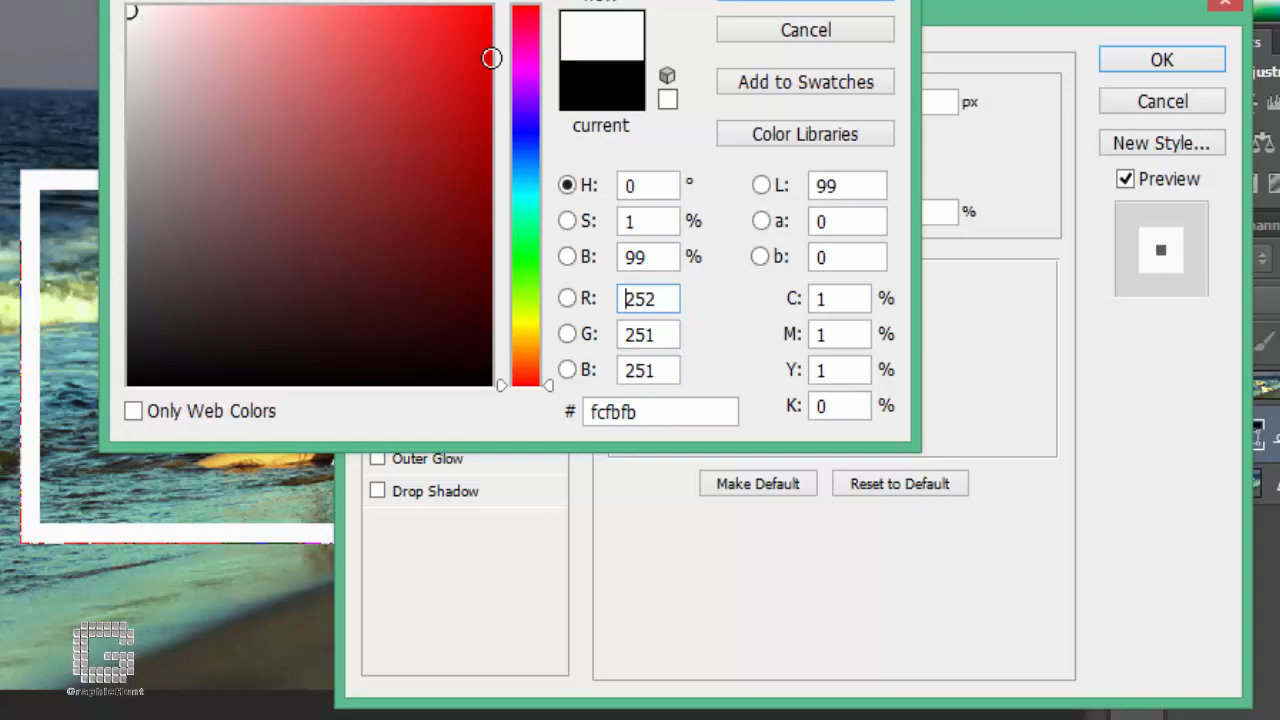 Cancel
Add to Swatches
current
Color Libraries
H: 0 °
L: 99
S: 1 %
a: 0
B: 99 %
b: 0
R: 252
C: 1 %
G: 251
M: 1 %
B: 251
Y: 1 %
# fcfbfb
K: 0 %
Only Web Colors
px
OK
Cancel
New Style...
Preview
%
Outer Glow
Drop Shadow
Make Default
Reset to Default
GraphicHunt